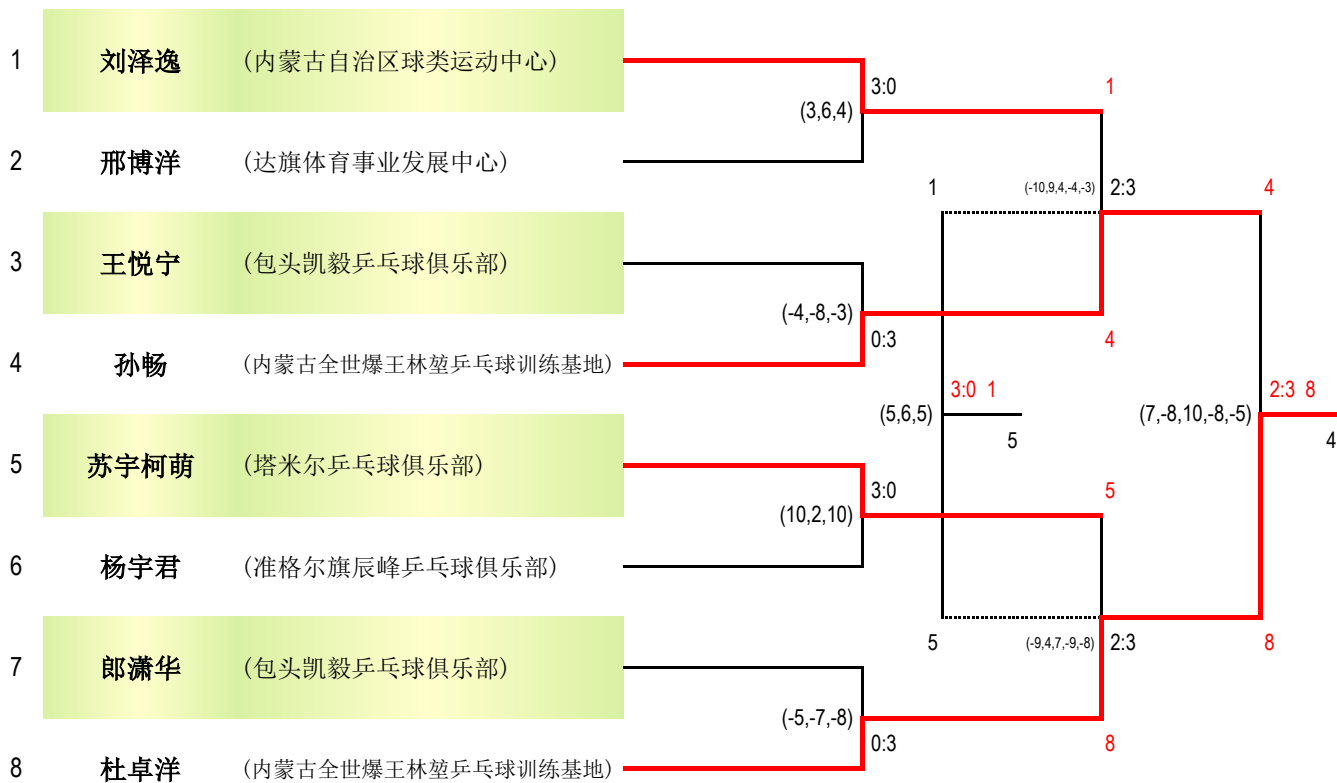 1 刘泽逸 (内蒙古自治区球类运动中心)
3:0 1
(3,6,4)
2 邢博洋 (达旗体育事业发展中心)
1 (-10,9,4,-4,-3) 2:3 4
3 王悦宁 (包头凯毅乒乓球俱乐部)
(-4,-8,-3)
0:3 4
4 孙畅 (内蒙古全世爆王林堃乒乓球训练基地)
3:0 1 2:3 8
(5,6,5) (7,-8,10,-8,-5)
5 4
5 苏宇柯萌 (塔米尔乒乓球俱乐部)
3:0 5
(10,2,10)
6 杨宇君 (准格尔旗辰峰乒乓球俱乐部)
5 (-9,4,7,-9,-8) 2:3 8
7 郎潇华 (包头凯毅乒乓球俱乐部)
(-5,-7,-8)
0:3 8
8 杜卓洋 (内蒙古全世爆王林堃乒乓球训练基地)